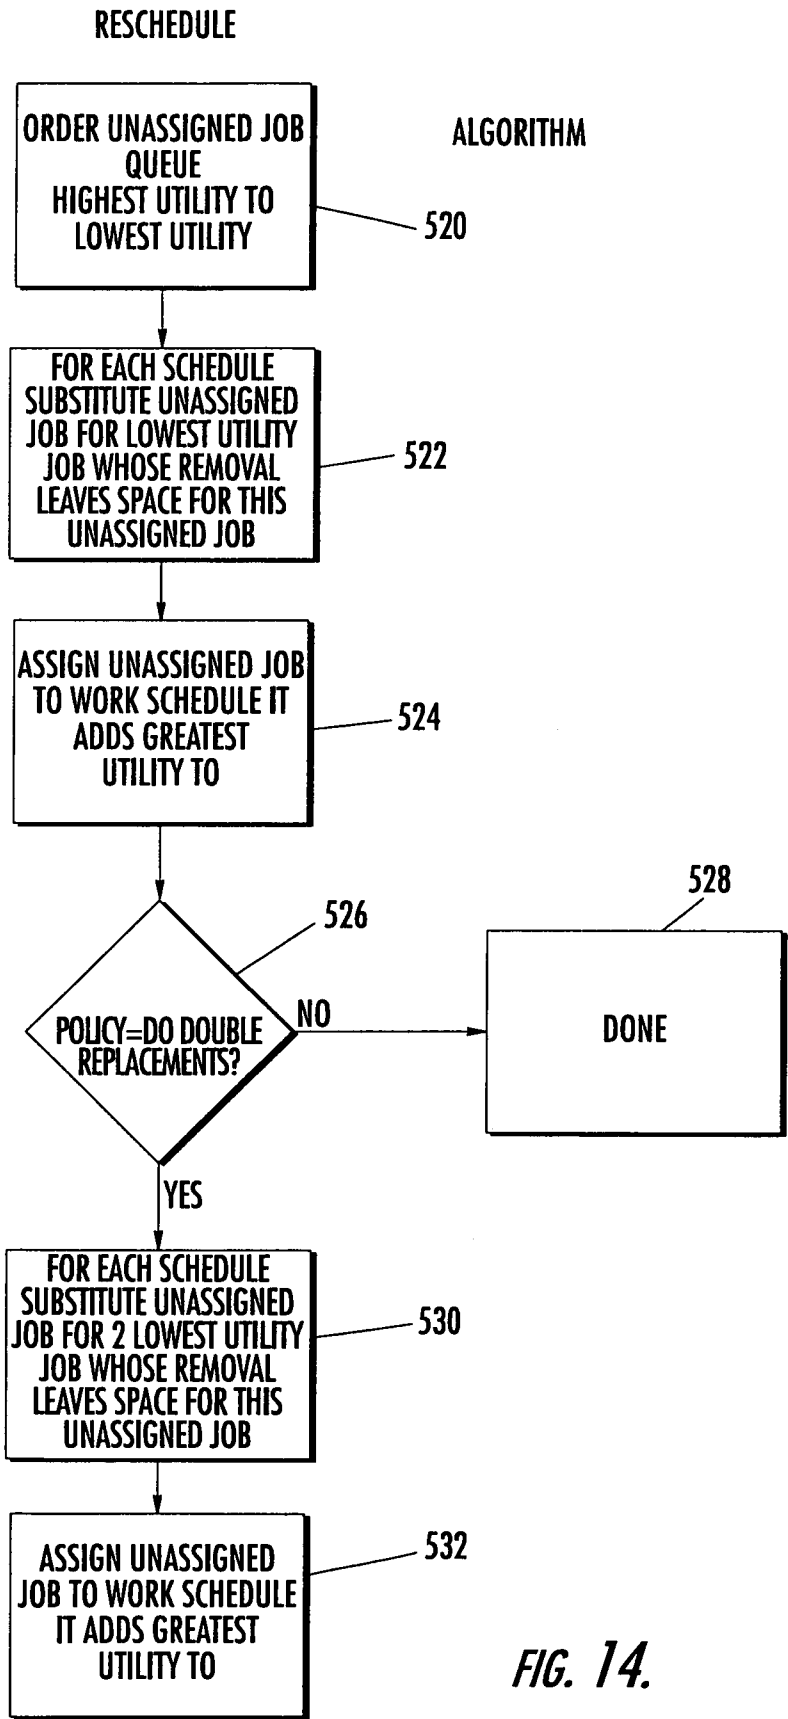 RESCHEDULE
ALGORITHM
ORDER UNASSIGNED JOB
QUEUE
HIGHEST UTILITY TO
LOWEST UTILITY
520
FOR EACH SCHEDULE
SUBSTITUTE UNASSIGNED
JOB FOR LOWEST UTILITY
JOB WHOSE REMOVAL
LEAVES SPACE FOR THIS
UNASSIGNED JOB
522
ASSIGN UNASSIGNED JOB
TO WORK SCHEDULE IT
ADDS GREATEST
UTILITY TO
524
526
POLICY=DO DOUBLE
REPLACEMENTS?
NO
528
DONE
YES
FOR EACH SCHEDULE
SUBSTITUTE UNASSIGNED
JOB FOR 2 LOWEST UTILITY
JOB WHOSE REMOVAL
LEAVES SPACE FOR THIS
UNASSIGNED JOB
530
ASSIGN UNASSIGNED
JOB TO WORK SCHEDULE
IT ADDS GREATEST
UTILITY TO
532
FIG. 14.